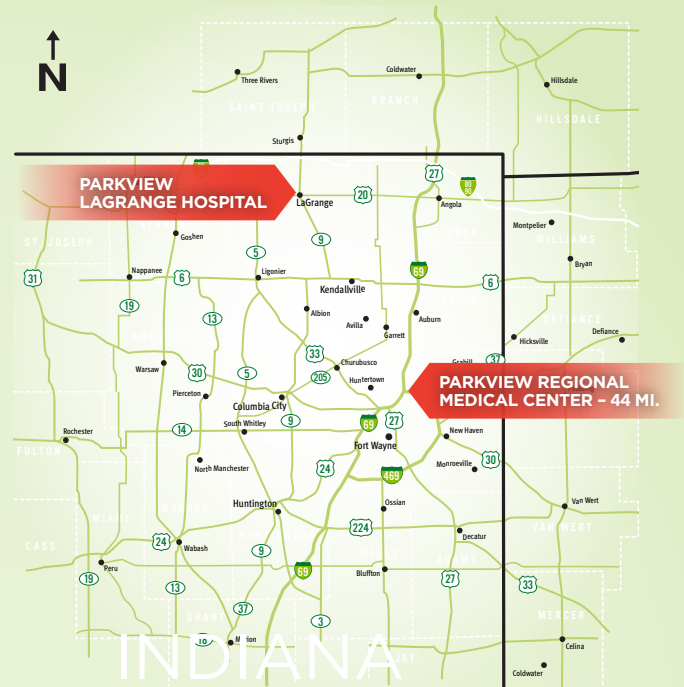 N
Three Rivers
Coldwater
Hillsdale
SAINT JOSEPH
BRANCH
HILLSDALE
Sturgis
PARKVIEW
LAGRANGE HOSPITAL
27
80
90
20
LaGrange
Angola
Montpelier
WILLIAMS
Goshen
9
ST. JOSEPH
5
Bryan
Nappanee
Ligonier
69
31
6
6
Kendallville
19
13
Albion
Avilla
Auburn
DEFIANCE
Garrett
Defiance
Hicksville
33
37
Churubusco
Warsaw
30
5
205
Huntertown
PARKVIEW REGIONAL
MEDICAL CENTER – 44 MI.
Pierceton
Columbia City
9
69
27
14
South Whitley
Rochester
Fort Wayne
New Haven
FULTON
North Manchester
24
Monroeville
30
469
Huntington
Ossian
Van Wert
MIAMI
224
VAN WERT
CASS
24
Wabash
9
Decatur
Peru
69
Bluffton
19
13
27
33
37
GRANT
3
MERCER
18
Marion
INDIANA
JAY
Celina
Coldwater